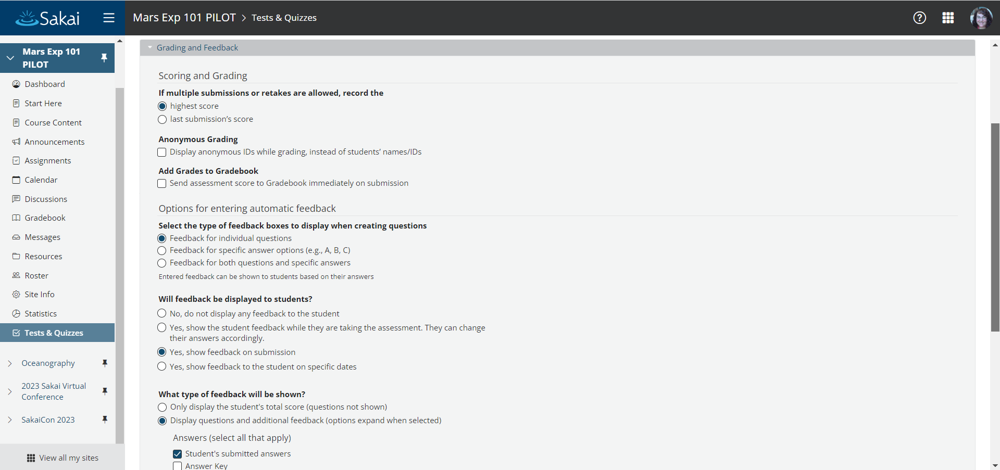 Sakai
Mars Exp 101 PILOT > Tests & Quizzes
Mars Exp 101
PILOT
Dashboard
Start Here
Course Content
Announcements
Assignments
Calendar
Discussions
Gradebook
Messages
Resources
Roster
Site Info
Statistics
Tests & Quizzes
Oceanography
2023 Sakai Virtual
Conference
SakaiCon 2023
View all my sites
Grading and Feedback
Scoring and Grading
If multiple submissions or retakes are allowed, record the
highest score
last submission’s score
Anonymous Grading
Display anonymous IDs while grading, instead of students’ names/IDs
Add Grades to Gradebook
Send assessment score to Gradebook immediately on submission
Options for entering automatic feedback
Select the type of feedback boxes to display when creating questions
Feedback for individual questions
Feedback for specific answer options (e.g., A, B, C)
Feedback for both questions and specific answers
Entered feedback can be shown to students based on their answers
Will feedback be displayed to students?
No, do not display any feedback to the student
Yes, show the student feedback while they are taking the assessment. They can change
their answers accordingly.
Yes, show feedback on submission
Yes, show feedback to the student on specific dates
What type of feedback will be shown?
Only display the student's total score (questions not shown)
Display questions and additional feedback (options expand when selected)
Answers (select all that apply)
Student's submitted answers
Answer Key